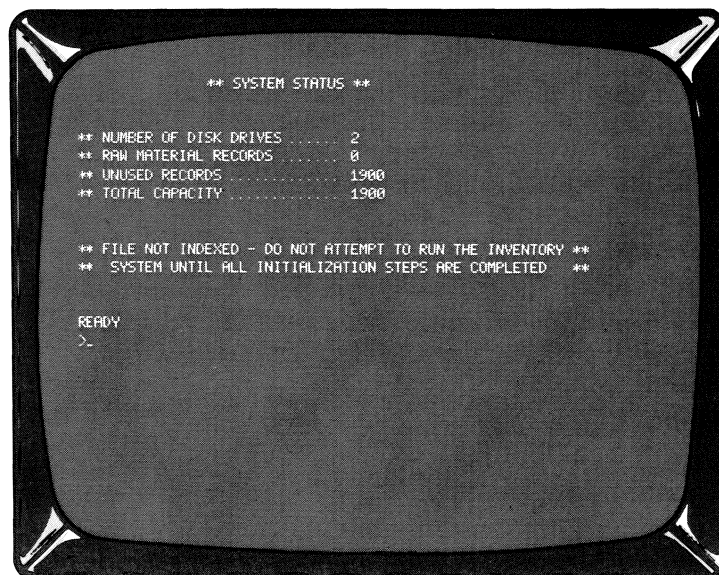 ** SYSTEM STATUS **
** NUMBER OF DISK DRIVES ...... 2
** RAW MATERIAL RECORDS ....... 0
** UNUSED RECORDS ............. 1900
** TOTAL CAPACITY ............. 1900
** FILE NOT INDEXED - DO NOT ATTEMPT TO RUN THE INVENTORY **
** SYSTEM UNTIL ALL INITIALIZATION STEPS ARE COMPLETED **
READY
>_